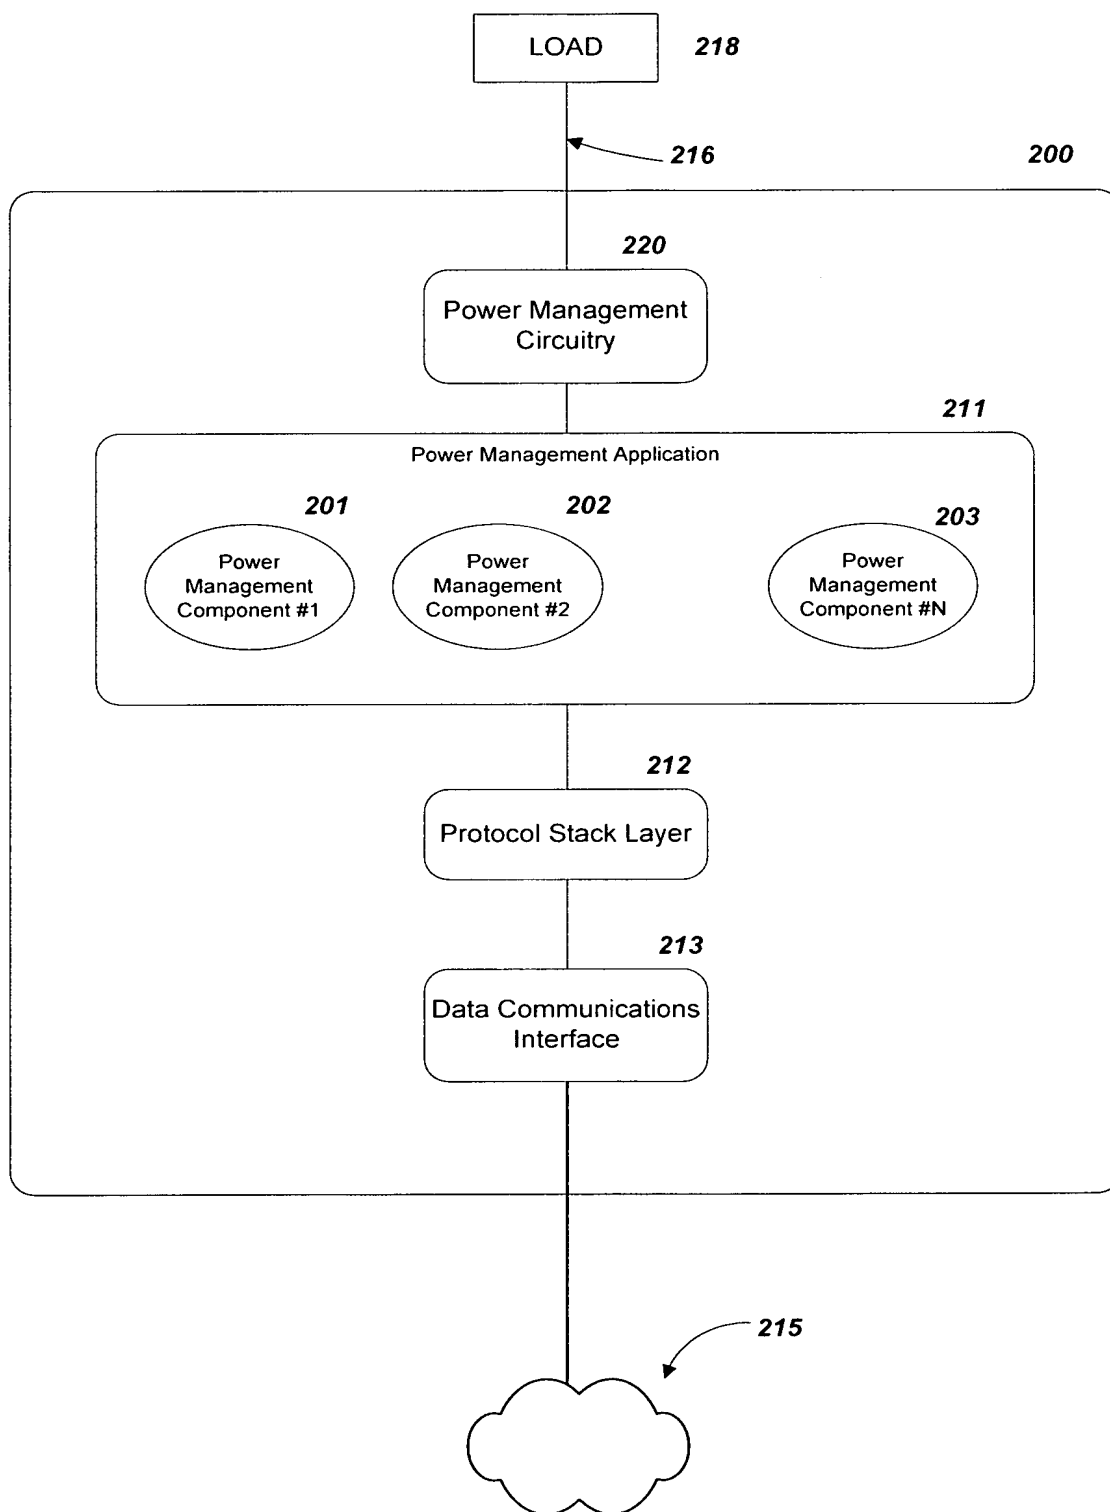 LOAD
218
216
200
220
Power Management
Circuitry
211
Power Management Application
201
202
203
Power
Management
Component #1
Power
Management
Component #2
Power
Management
Component #N
212
Protocol Stack Layer
213
Data Communications
Interface
215